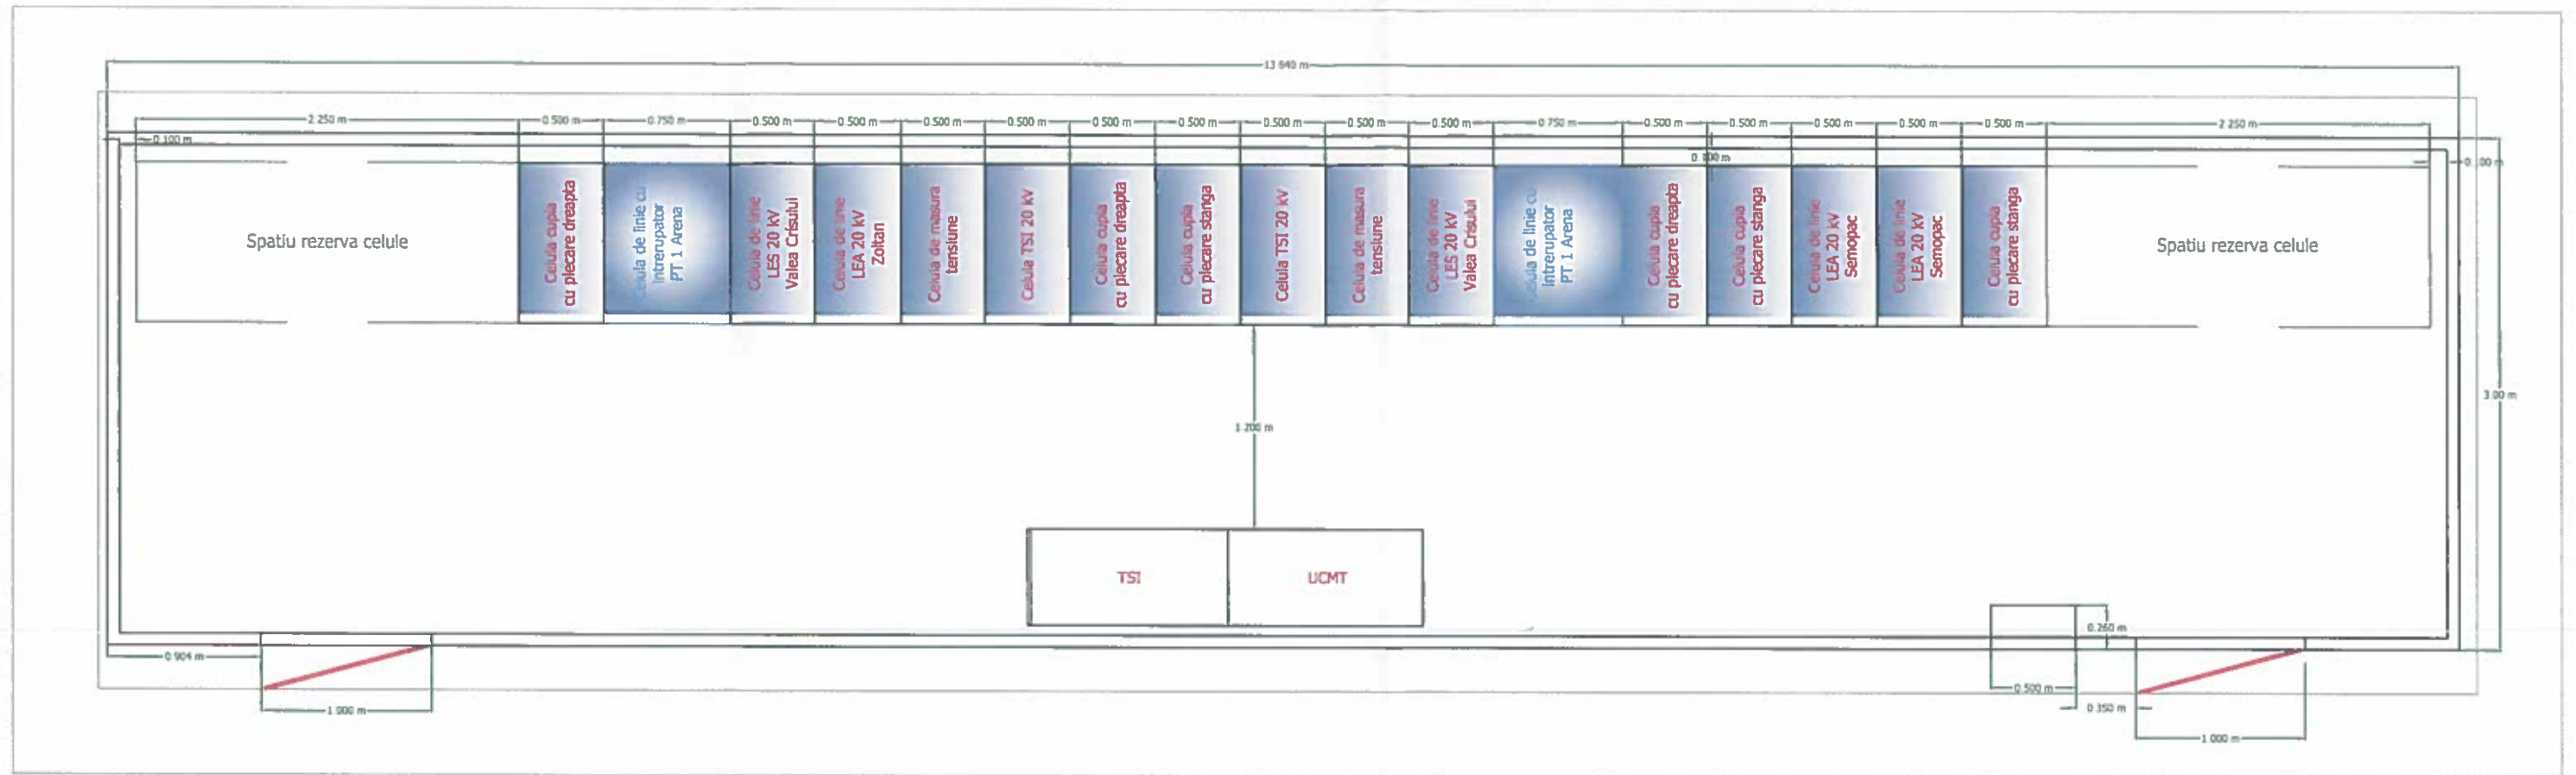 13 840 m
2 250 m
0.500 m
0.750 m
0.500 m
0.500 m
0.500 m
0.500 m
0.500 m
0.500 m
0.500 m
0.500 m
0.500 m
0.750 m
0.500 m
0.500 m
0 500 m
0.500 m
0 500 m
2 250 m
0.100 m
0.100 m
0.100 m
Spatiu rezerva celule
Celula cupla
cu plecare dreapta
Celula de linie cu
intrerupator
PT 1 Arena
Celula de linie
LES 20 kV
Valea Crisului
Celula de linie
LEA 20 kV
Zoltan
Celula de masura
tensiune
Celula TSI 20 kV
Celula cupla
cu plecare dreapta
Celula cupla
cu plecare stanga
Celula TSI 20 kV
Celula de masura
tensiune
Celula de linie
LES 20 kV
Valea Crisului
Celula de linie cu
intrerupator
PT 1 Arena
Celula cupla
cu plecare dreapta
Celula cupla
cu plecare stanga
Celula de linie
LEA 20 kV
Semopac
Celula de linie
LEA 20 kV
Semopac
Celula cupla
cu plecare stanga
Spatiu rezerva celule
3.00 m
1 200 m
TSI
UCMT
0.904 m
1 000 m
0.260 m
0 500 m
0 350 m
1 000 m